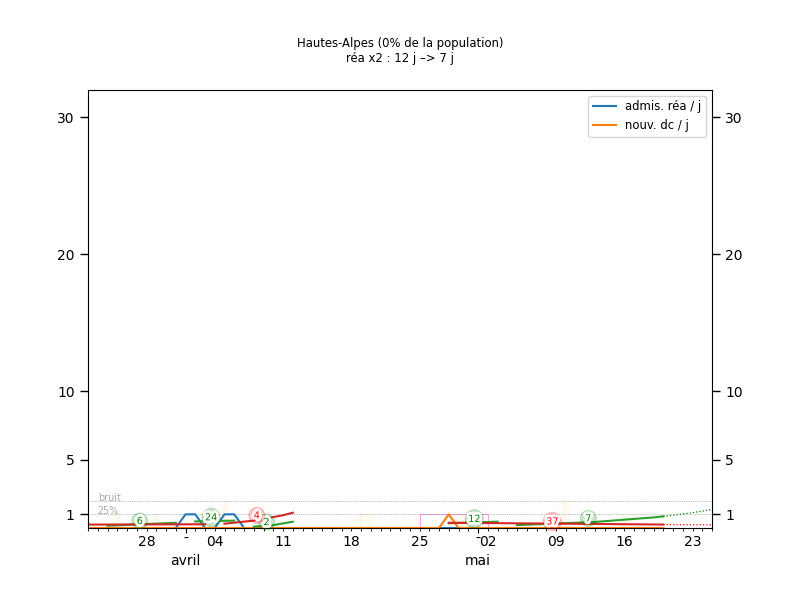 Hautes-Alpes (0% de la population)
réa x2 : 12 j –> 7 j
admis. réa / j
nouv. dc / j
30 30
20 20
10 10
5 5
bruit
25%
1 1
6 24 4 2 12 37 7
28 - 04 11 18 25 - 02 09 16 23
avril mai